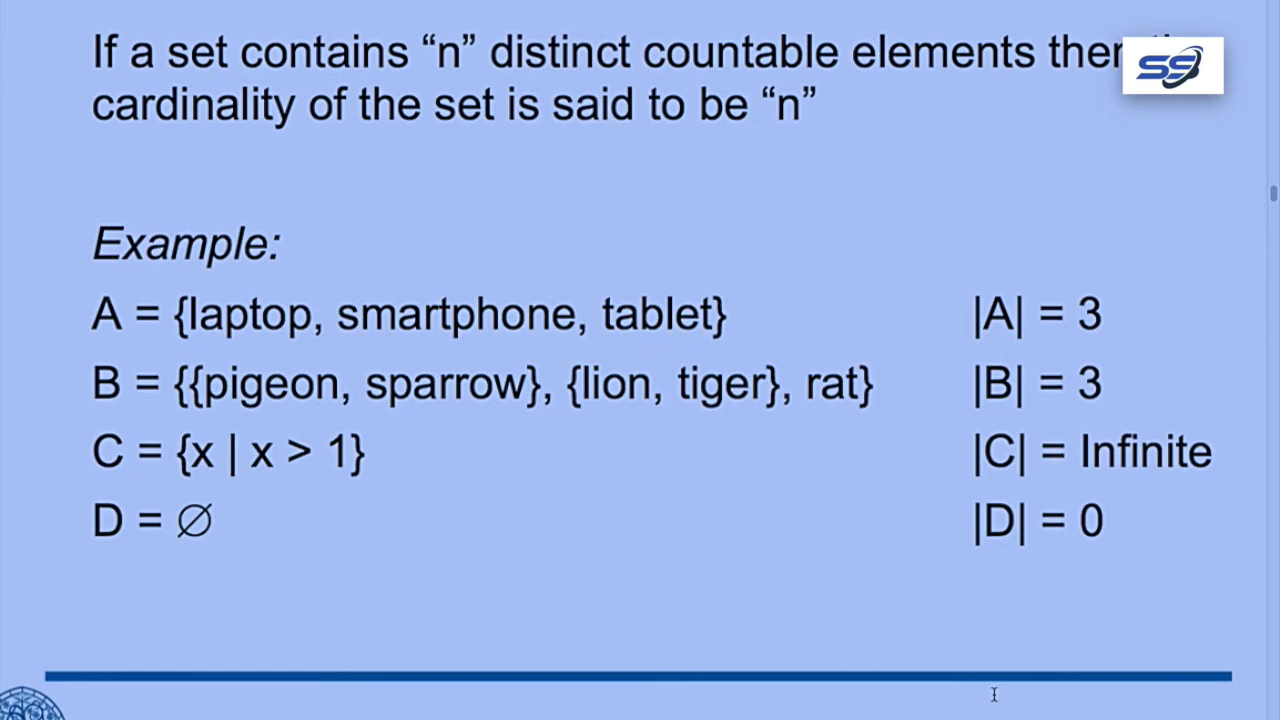 If a set contains “n” distinct countable elements then
cardinality of the set is said to be “n”
SS
Example:
A = {laptop, smartphone, tablet} |A| = 3
B = {{pigeon, sparrow}, {lion, tiger}, rat} |B| = 3
C = {x | x > 1} |C| = Infinite
D = ∅ |D| = 0